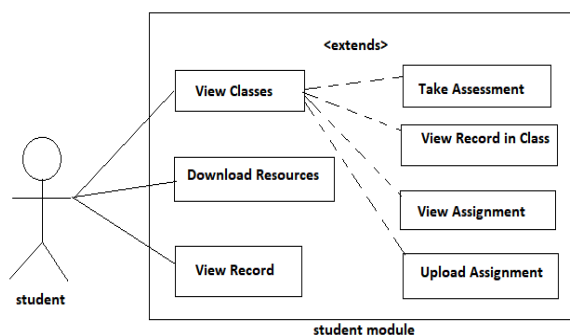 <extends>
View Classes
Take Assessment
View Record in Class
Download Resources
View Assignment
View Record
Upload Assignment
student
student module